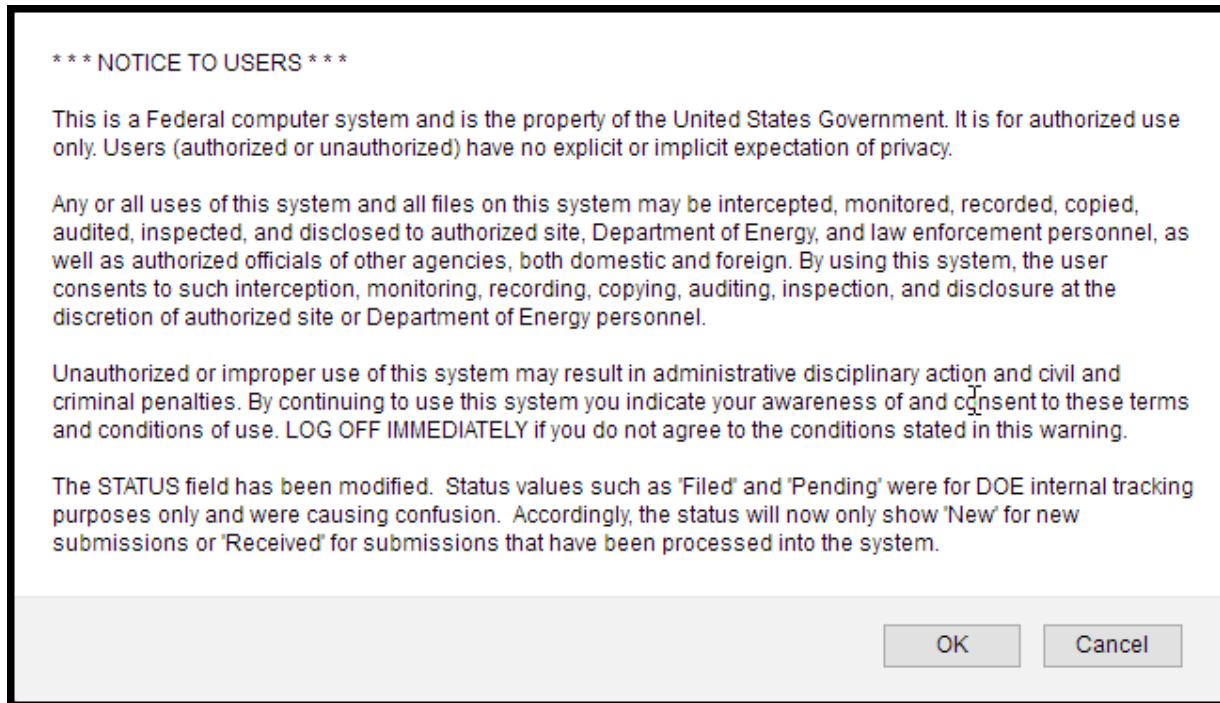 * * * NOTICE TO USERS * * *
This is a Federal computer system and is the property of the United States Government. It is for authorized use
only. Users (authorized or unauthorized) have no explicit or implicit expectation of privacy.
Any or all uses of this system and all files on this system may be intercepted, monitored, recorded, copied,
audited, inspected, and disclosed to authorized site, Department of Energy, and law enforcement personnel, as
well as authorized officials of other agencies, both domestic and foreign. By using this system, the user
consents to such interception, monitoring, recording, copying, auditing, inspection, and disclosure at the
discretion of authorized site or Department of Energy personnel.
Unauthorized or improper use of this system may result in administrative disciplinary action and civil and
criminal penalties. By continuing to use this system you indicate your awareness of and consent to these terms
and conditions of use. LOG OFF IMMEDIATELY if you do not agree to the conditions stated in this warning.
The STATUS field has been modified.  Status values such as 'Filed' and 'Pending' were for DOE internal tracking
purposes only and were causing confusion.  Accordingly, the status will now only show 'New' for new
submissions or 'Received' for submissions that have been processed into the system.
OK Cancel